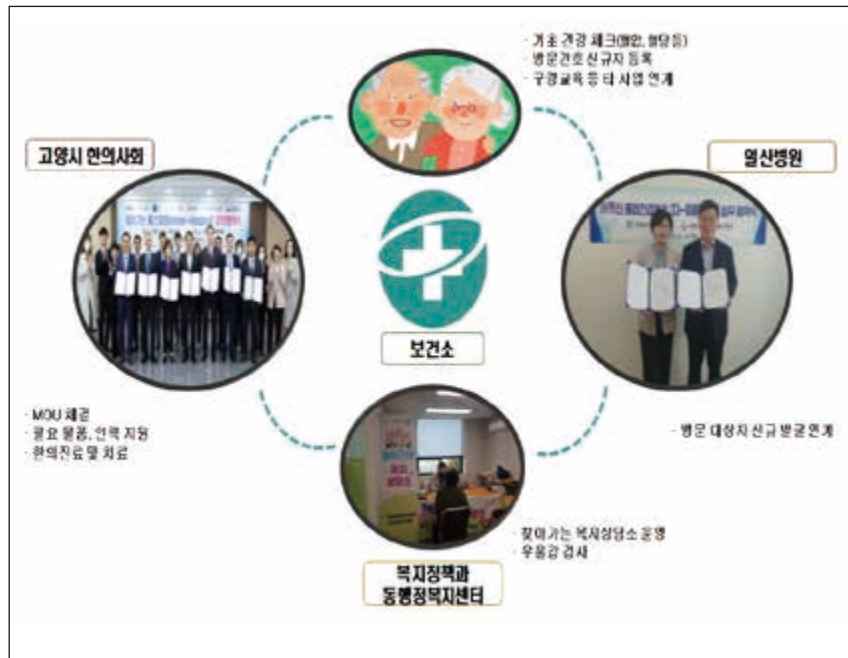 · 기초 건강 체크(혈압, 혈당 등)
· 방문간호 신규자 등록
· 구강교육 등 타 사업 연계
고양시 한의사회
일산병원
보건소
· MOU 체결
· 필요 물품, 인력 지원
· 한의진료 및 치료
· 방문 대상자 신규 발굴 연계
· 찾아가는 복지상담소 운영
· 우울감 검사
복지정책과
동행정복지센터